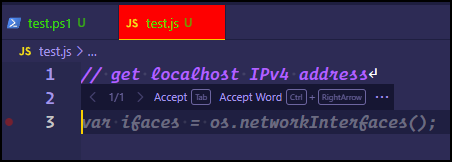 test.ps1 U JS test.js U
JS test.js > ...
1 // get localhost IPv4 address
2 < 1/1 > Accept Tab Accept Word Ctrl + RightArrow ...
3 var ifaces = os.networkInterfaces();